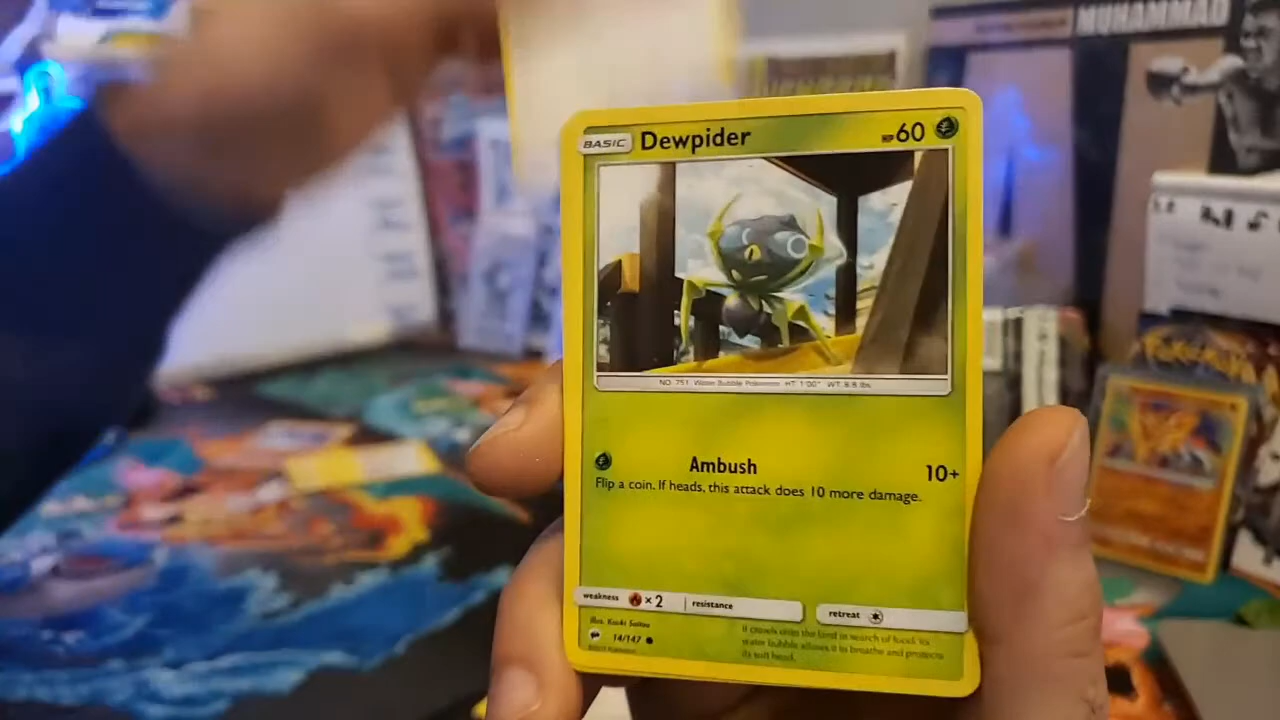 MUHAMMAD
BASIC Dewpider HP 60
NO. 751 Water Bubble Pokémon HT 1'00" WT 8.8 lbs.
Ambush 10+
Flip a coin. If heads, this attack does 10 more damage.
weakness ×2 resistance retreat
illus. Kouki Saitou
14/147
It crawls onto the land in search of food. Its
water bubble allows it to breathe and protects
its soft head.
POKÉMON